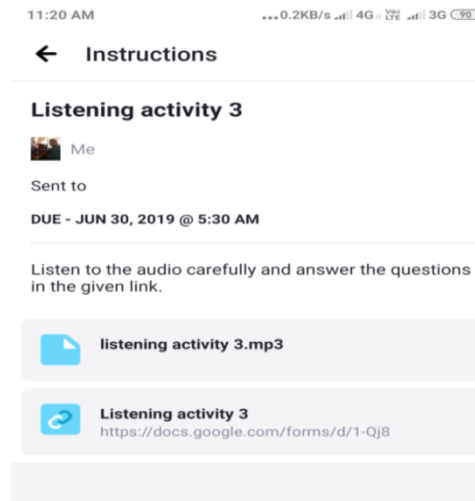 11:20 AM ...0.2KB/s 4G Vo) LTE 3G 90
Instructions
Listening activity 3
Me
Sent to
DUE - JUN 30, 2019 @ 5:30 AM
Listen to the audio carefully and answer the questions
in the given link.
listening activity 3.mp3
Listening activity 3
https://docs.google.com/forms/d/1-Qj8